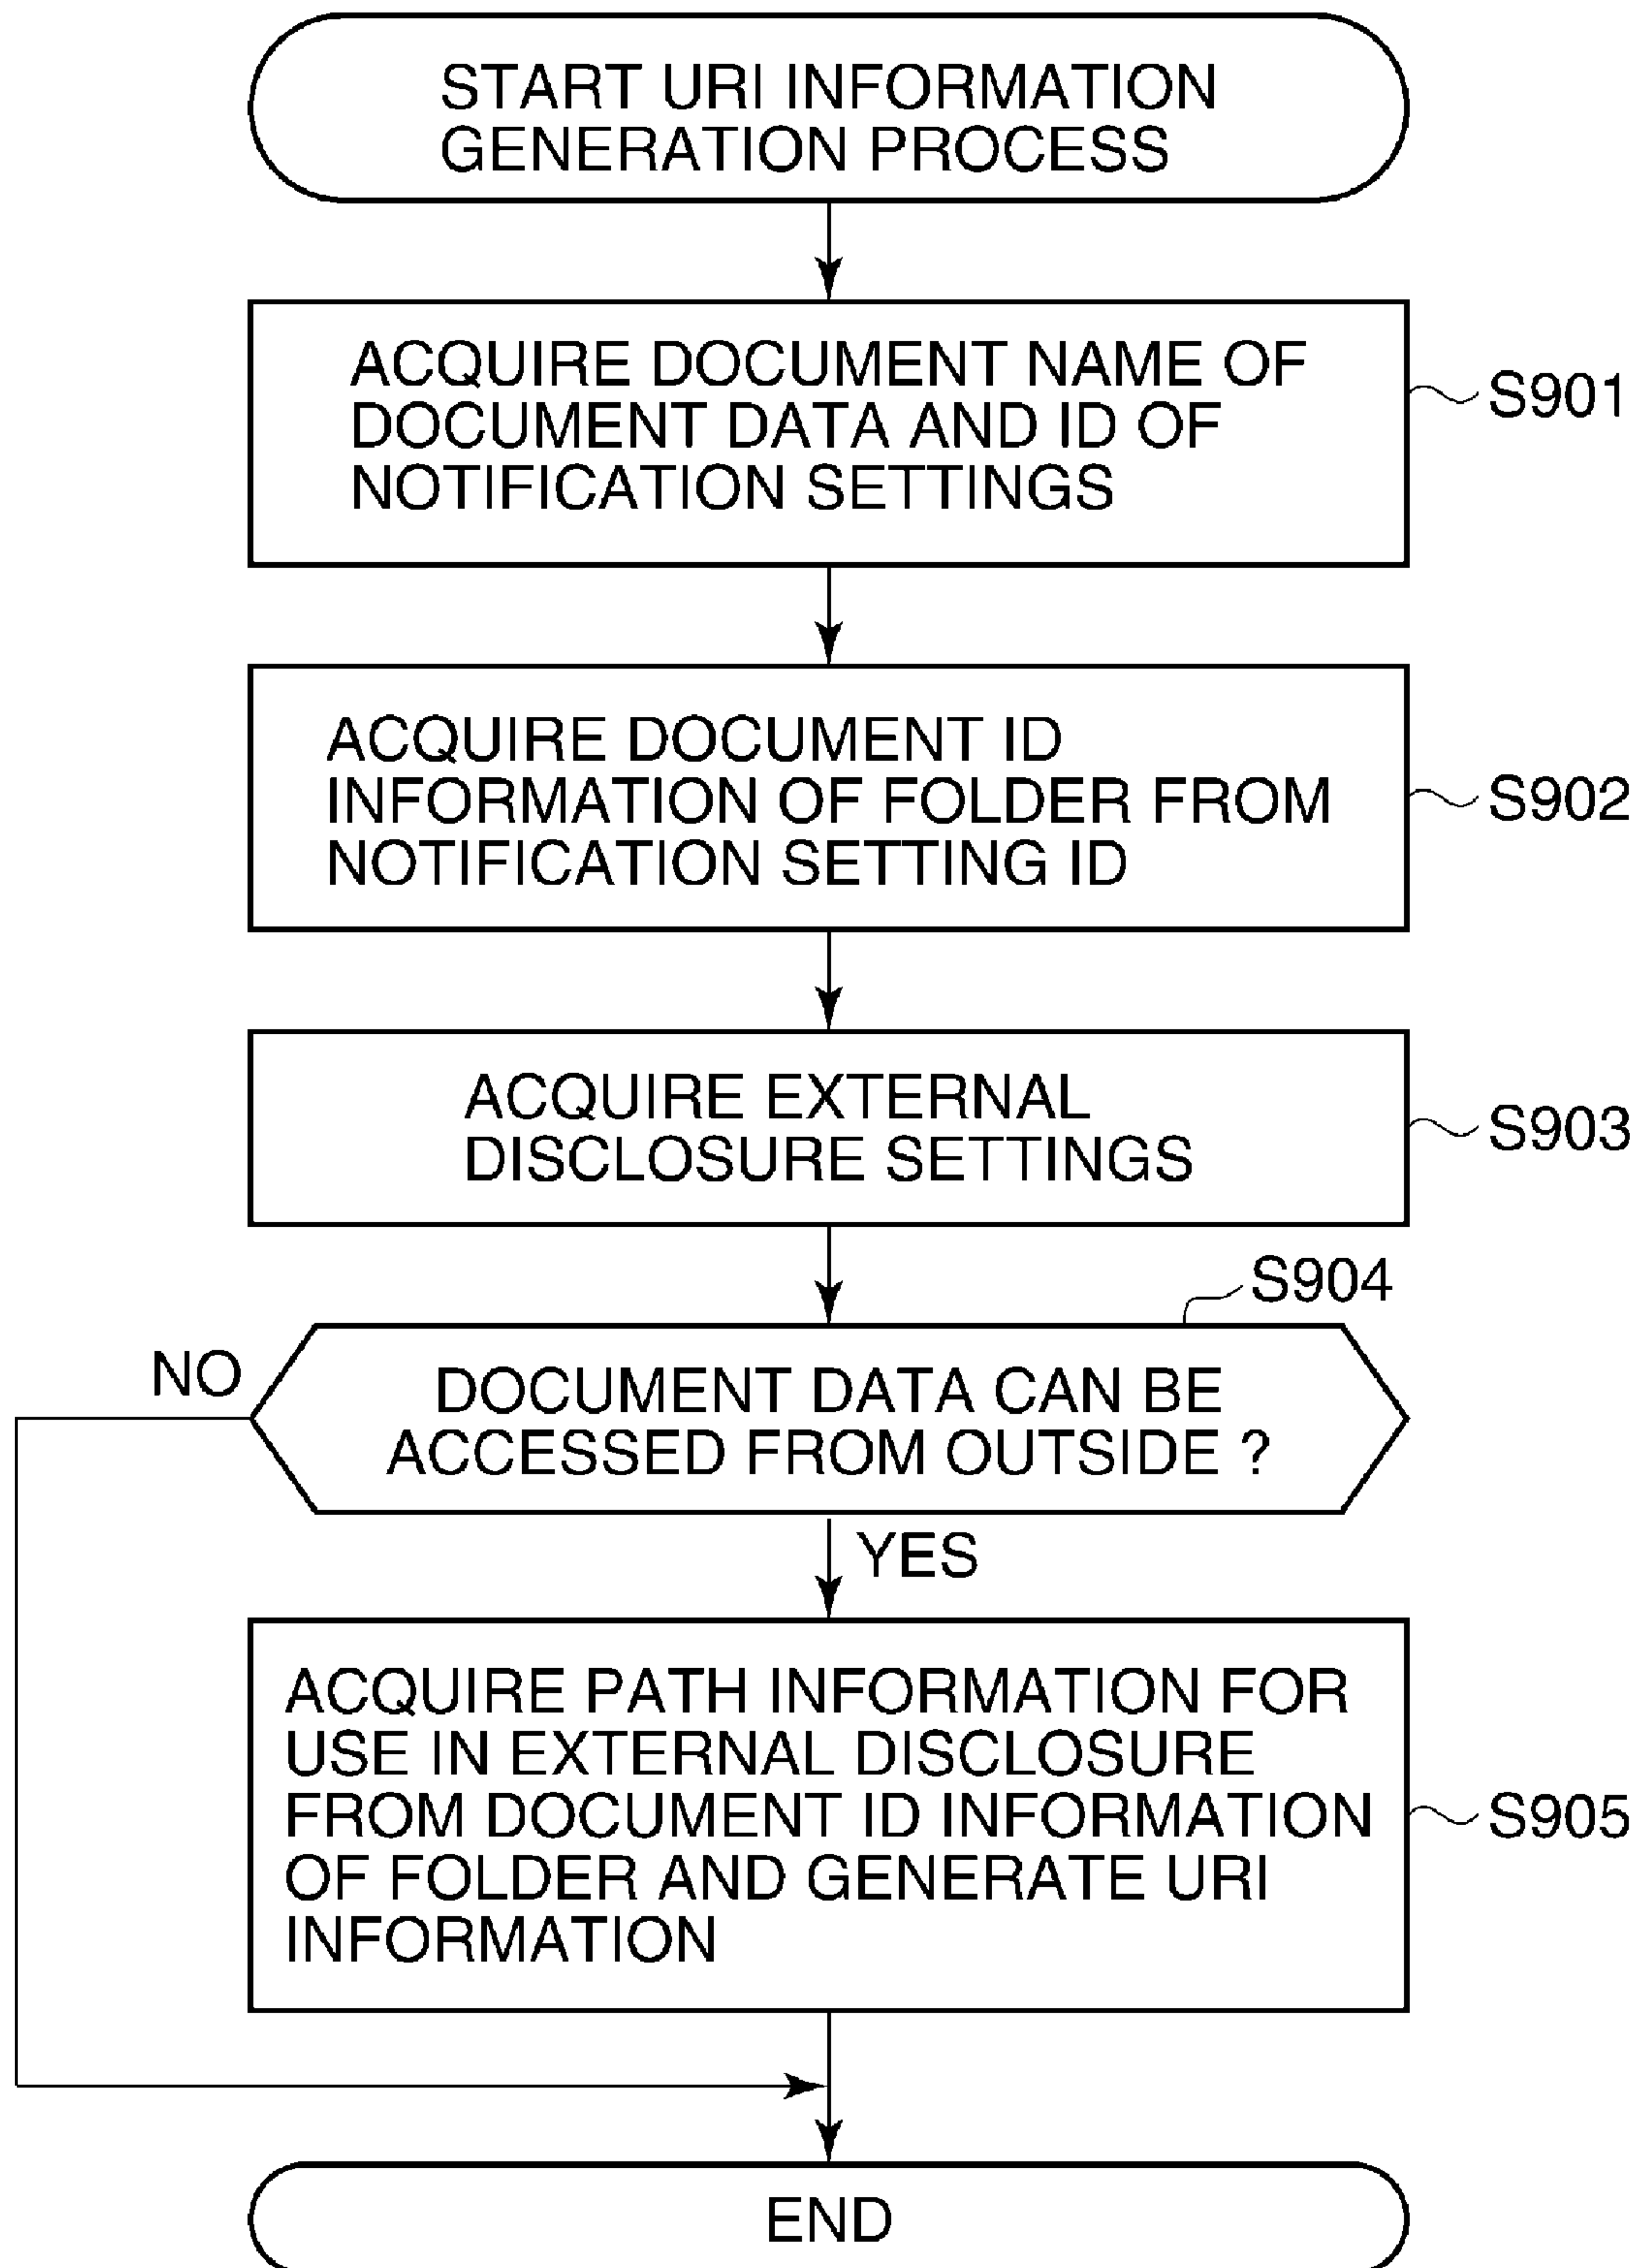 START URI INFORMATION
GENERATION PROCESS
ACQUIRE DOCUMENT NAME OF
DOCUMENT DATA AND ID OF
NOTIFICATION SETTINGS
S901
ACQUIRE DOCUMENT ID
INFORMATION OF FOLDER FROM
NOTIFICATION SETTING ID
S902
ACQUIRE EXTERNAL
DISCLOSURE SETTINGS
S903
S904
NO
DOCUMENT DATA CAN BE
ACCESSED FROM OUTSIDE ?
YES
ACQUIRE PATH INFORMATION FOR
USE IN EXTERNAL DISCLOSURE
FROM DOCUMENT ID INFORMATION
OF FOLDER AND GENERATE URI
INFORMATION
S905
END